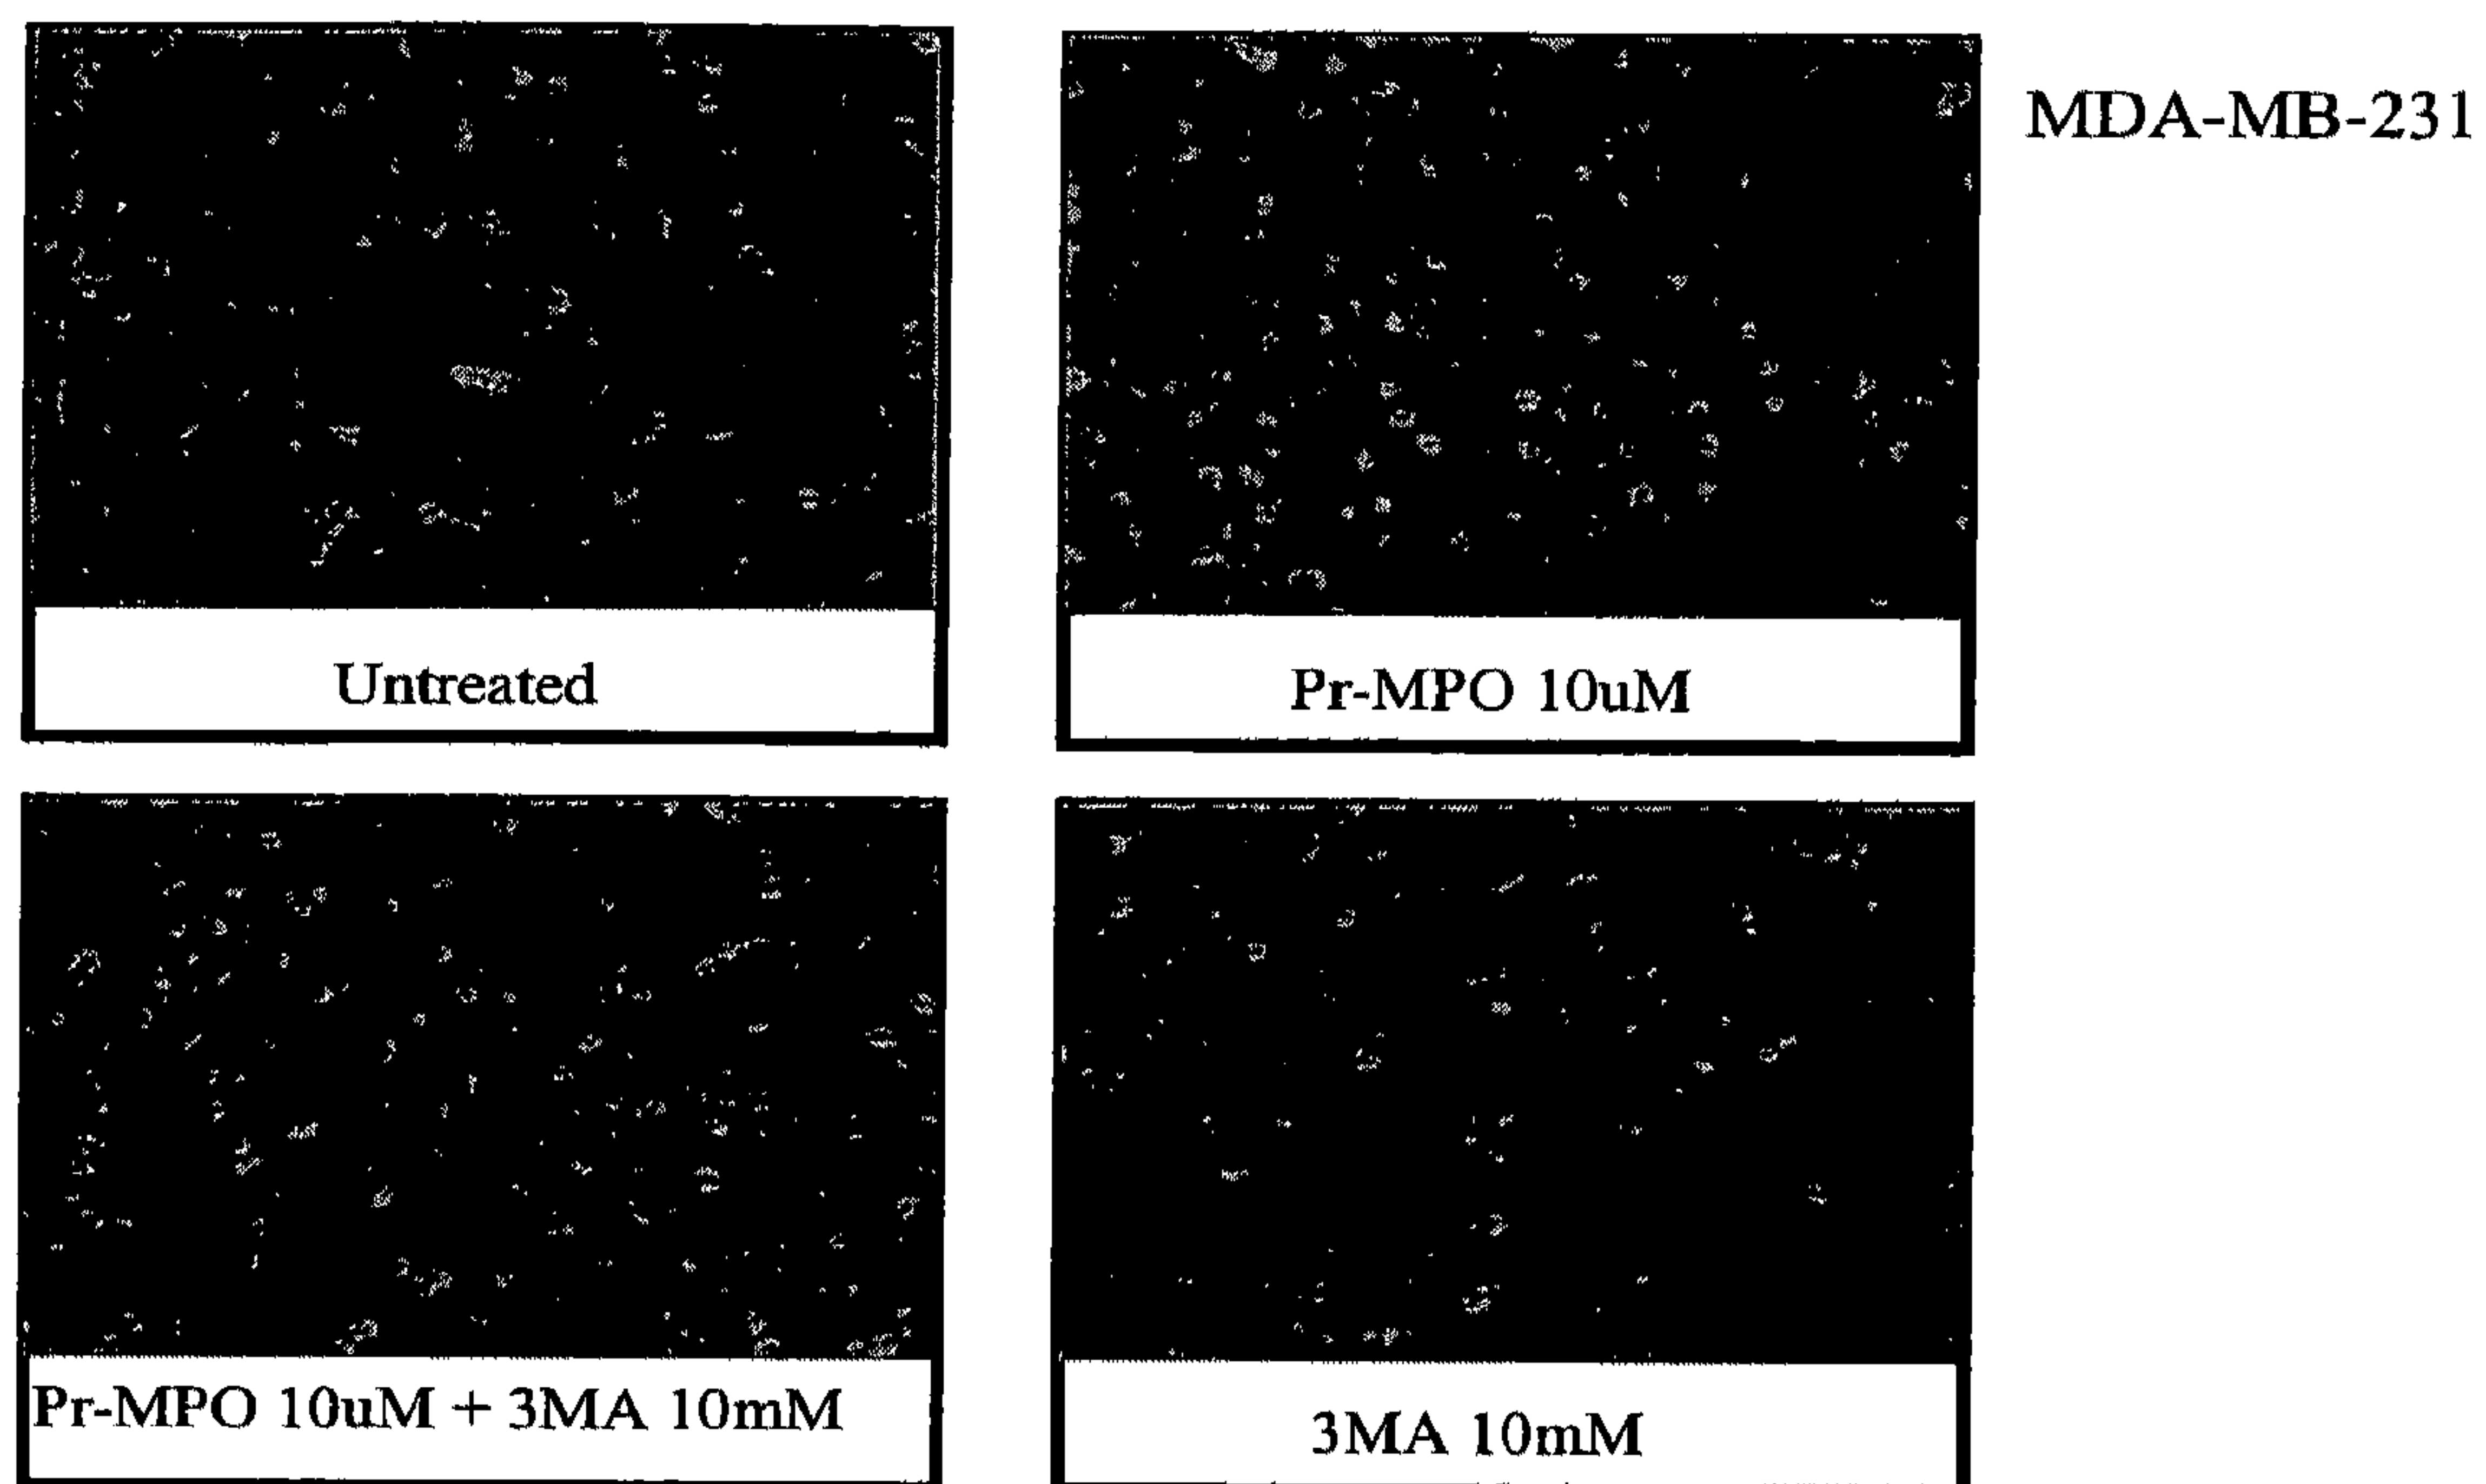 MDA-MB-231
Untreated
Pr-MPO 10uM
Pr-MPO 10uM + 3MA 10mM
3MA 10mM